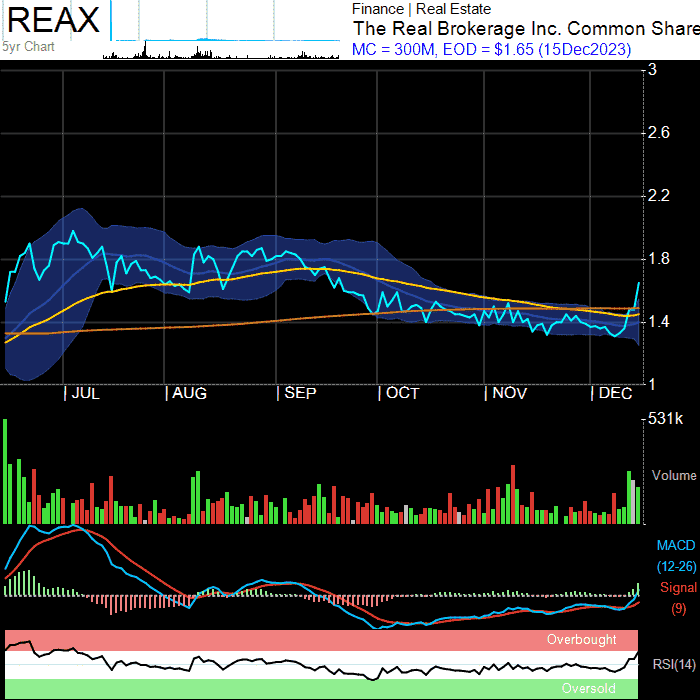 REAX
5yr Chart
Finance | Real Estate
The Real Brokerage Inc. Common Share
MC = 300M, EOD = $1.65 (15Dec2023)
3
2.6
2.2
1.8
1.4
1
| JUL | AUG | SEP | OCT | NOV | DEC
531k
Volume
MACD
(12-26)
Signal
(9)
Overbought
RSI(14)
Oversold